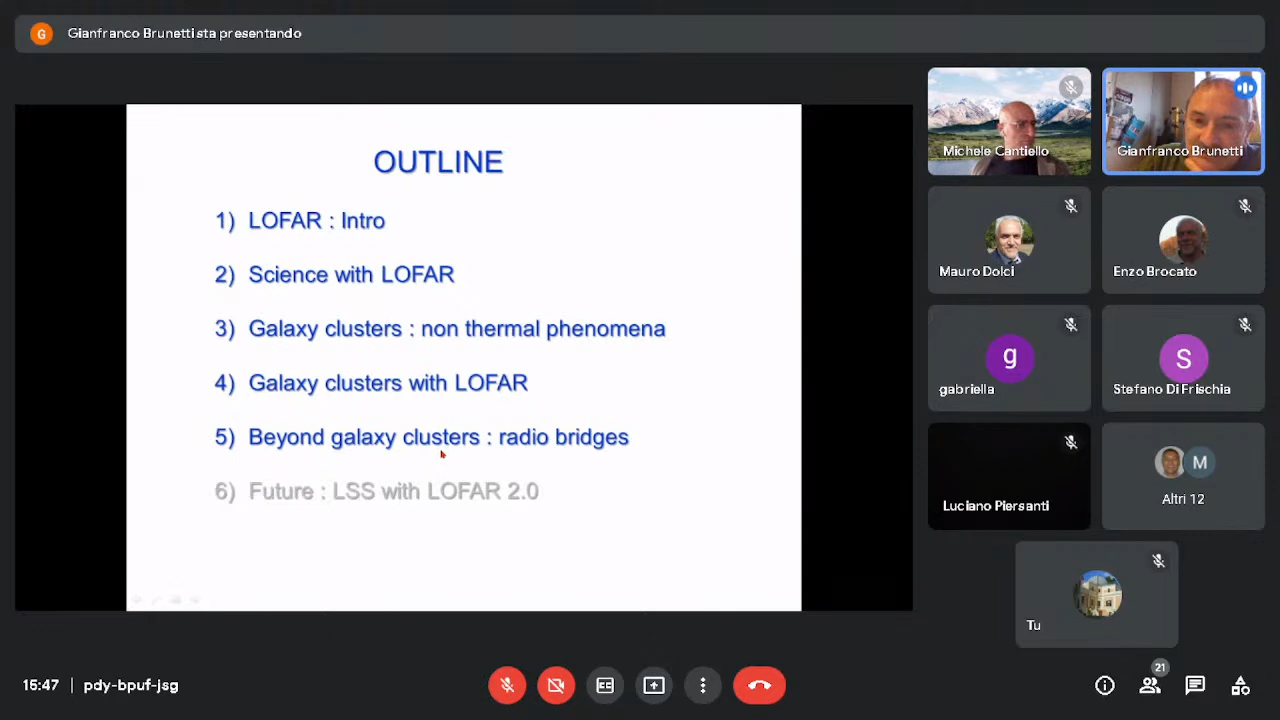 G
Gianfranco Brunetti sta presentando
OUTLINE
1) LOFAR : Intro
2) Science with LOFAR
3) Galaxy clusters : non thermal phenomena
4) Galaxy clusters with LOFAR
5) Beyond galaxy clusters : radio bridges
6) Future : LSS with LOFAR 2.0
Michele Cantiello
Gianfranco Brunetti
Mauro Dolci
Enzo Brocato
g
gabriella
S
Stefano Di Frischia
Luciano Piersanti
M
Altri 12
Tu
15:47 | pdy-bpuf-jsg
21